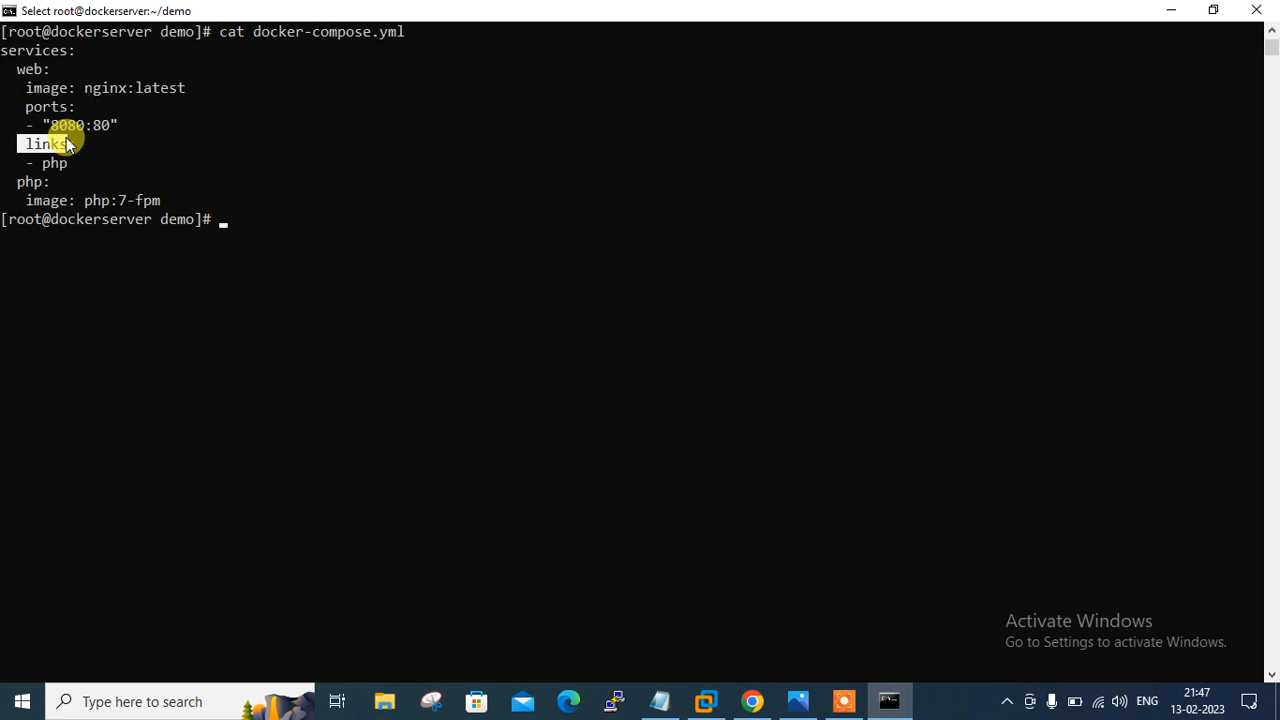 Select root@dockerserver:~/demo
[root@dockerserver demo]# cat docker-compose.yml
services:
  web:
   image: nginx:latest
   ports:
   - "8080:80"
   links
   - php
  php:
   image: php:7-fpm
[root@dockerserver demo]#
Activate Windows
Go to Settings to activate Windows.
Type here to search
ENG
21:47
13-02-2023